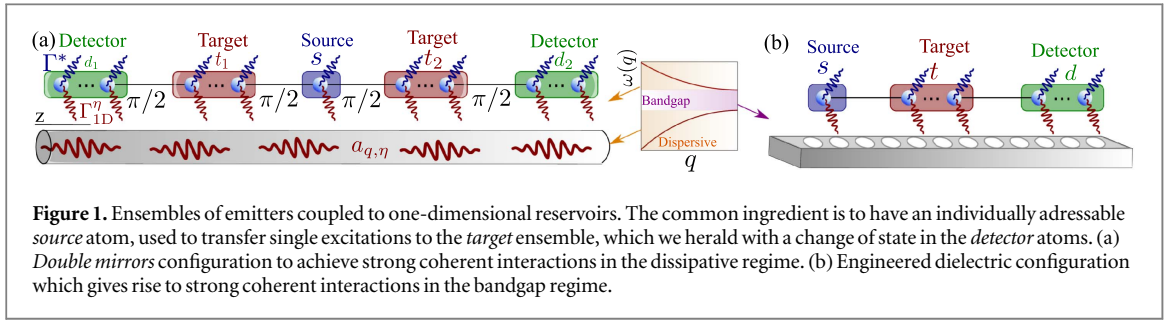 (a) Detector Target Source Target Detector
Γ* d₁ t₁ s t₂ d₂
π/2 π/2 π/2 π/2
Γ^η_1D
z
a_{q,η}
ω(q)
Bandgap
Dispersive
q
(b)
Source Target Detector
s t d
Figure 1. Ensembles of emitters coupled to one-dimensional reservoirs. The common ingredient is to have an individually adressable
source atom, used to transfer single excitations to the target ensemble, which we herald with a change of state in the detector atoms. (a)
Double mirrors configuration to achieve strong coherent interactions in the dissipative regime. (b) Engineered dielectric configuration
which gives rise to strong coherent interactions in the bandgap regime.